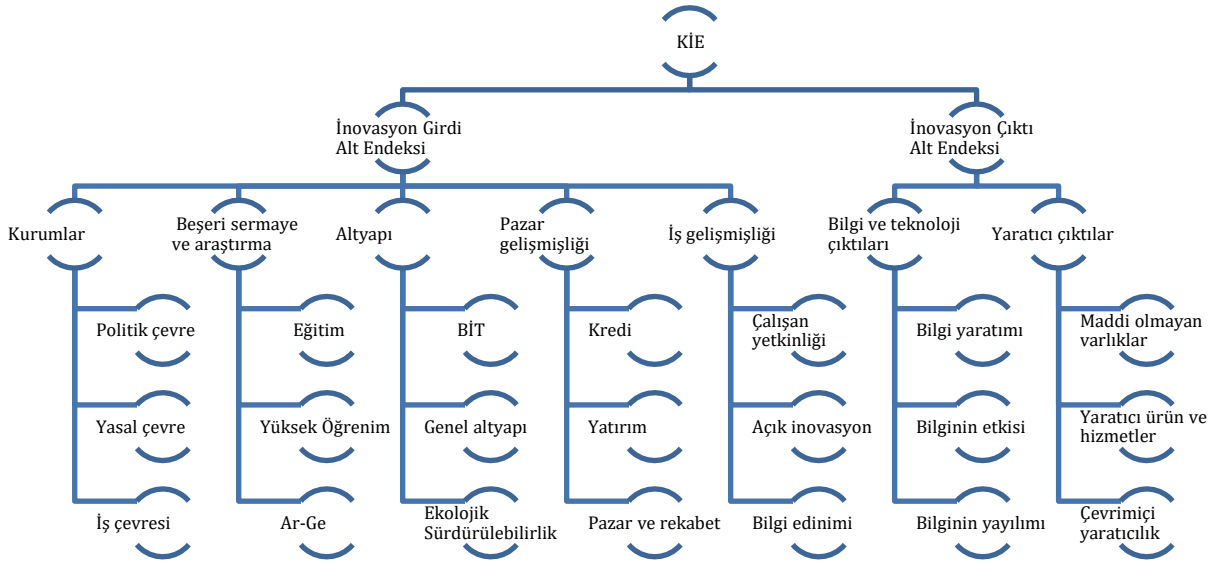 KİE
İnovasyon Girdi
Alt Endeksi
İnovasyon Çıktı
Alt Endeksi
Kurumlar
Beşeri sermaye
ve araştırma
Altyapı
Pazar
gelişmişliği
İş gelişmişliği
Bilgi ve teknoloji
çıktıları
Yaratıcı çıktılar
Politik çevre
Eğitim
BİT
Kredi
Çalışan
yetkinliği
Bilgi yaratımı
Maddi olmayan
varlıklar
Yasal çevre
Yüksek Öğrenim
Genel altyapı
Yatırım
Açık inovasyon
Bilginin etkisi
Yaratıcı ürün ve
hizmetler
İş çevresi
Ar-Ge
Ekolojik
Sürdürülebilirlik
Pazar ve rekabet
Bilgi edinimi
Bilginin yayılımı
Çevrimiçi
yaratıcılık